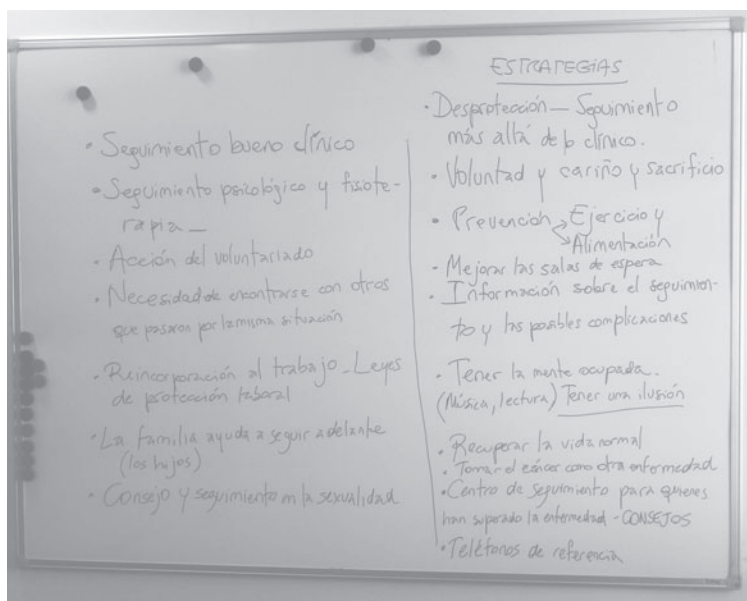 · Seguimiento bueno clínico
· Seguimiento psicológico y fisiote-
rapia_
· Acción del voluntariado
· Necesidad de encontrarse con otros
que pasaron por la misma situación
· Reincorporación al trabajo_Leyes
de protección laboral
· La familia ayuda a seguir adelante
(los hijos)
· Consejo y seguimiento en la sexualidad
ESTRATEGIAS
· Desprotección — Seguimiento
más allá de lo clínico.
· Voluntad y cariño y sacrificio
· Prevención → Ejercicio y
→ Alimentación
· Mejorar las salas de espera
· Información sobre el seguimien-
to y las posibles complicaciones
· Tener la mente ocupada.
(Música, lectura) Tener una ilusión
· Recuperar la vida normal
· Tomar el cáncer como otra enfermedad
· Centro de seguimiento para quienes
han superado la enfermedad - CONSEJOS
· Teléfonos de referencia